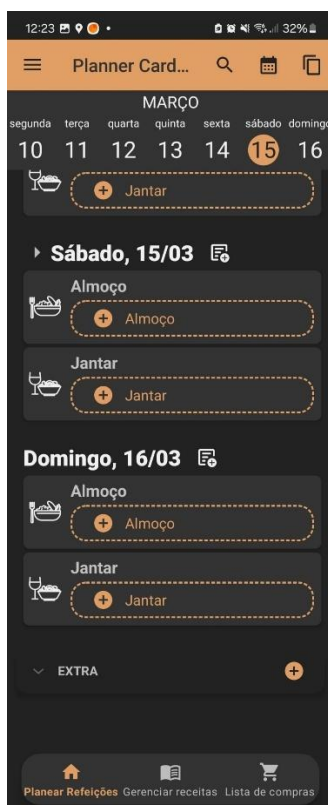 12:23 32%
Planner Card...
MARÇO
segunda terça quarta quinta sexta sábado domingo
10 11 12 13 14 15 16
Jantar
Sábado, 15/03
Almoço
Almoço
Jantar
Jantar
Domingo, 16/03
Almoço
Almoço
Jantar
Jantar
EXTRA
Planear Refeições Gerenciar receitas Lista de compras